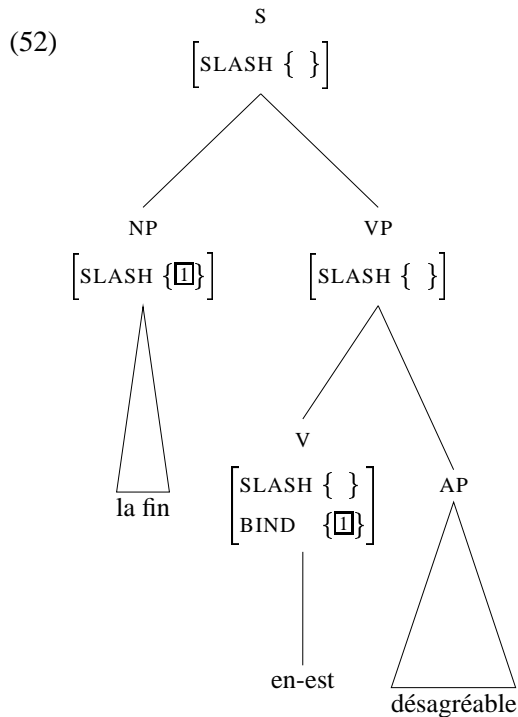 (52)
S
[SLASH { }]
NP
VP
[SLASH {1}]
[SLASH { }]
V
[SLASH { }
BIND {1}]
AP
la fin
en-est
désagréable